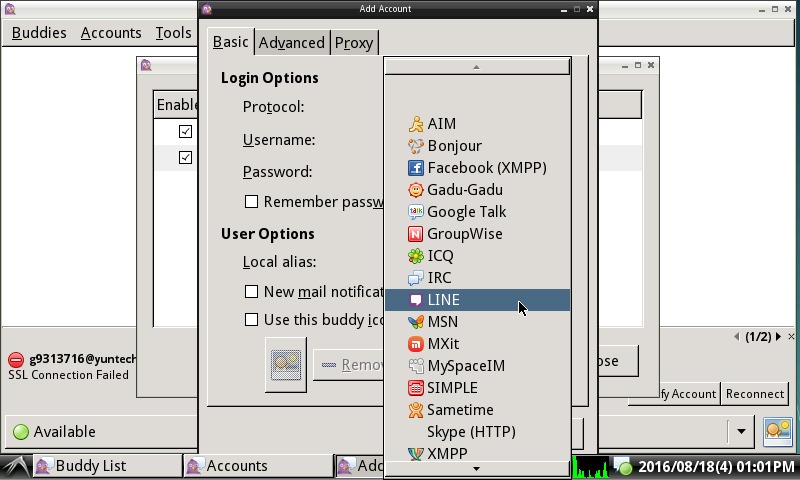 Add Account
Buddies Accounts Tools
Basic Advanced Proxy
Login Options
Enable
Protocol:
Username:
Password:
Remember passw
User Options
Local alias:
New mail notificat
Use this buddy ico
Remov
AIM
Bonjour
Facebook (XMPP)
Gadu-Gadu
talk
Google Talk
GroupWise
ICQ
IRC
LINE
MSN
MXit
MySpaceIM
SIMPLE
Sametime
Skype (HTTP)
XMPP
(1/2)
g9313716@yuntech
SSL Connection Failed
ose
fy Account Reconnect
Available
Buddy List Accounts Add 2016/08/18(4) 01:01PM